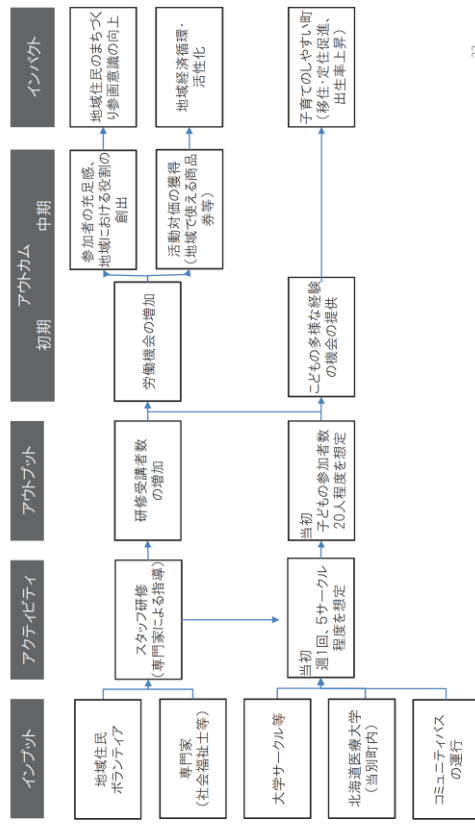 インプット
アクティビティ
アウトプット
アウトカム
初期
中期
インパクト
地域住民
ボランティア
専門家
(社会福祉士等)
大学サークル等
北海道医療大学
(当別町内)
コミュニティバス
の運行
スタッフ研修
(専門家による指導)
当初
週1回、5サークル
程度を想定
研修受講者数
の増加
当初
子どもの参加者数
20人程度を想定
労働機会の増加
こどもの多様な経験
の機会の提供
参加者の充足感、
地域における役割の
創出
活動対価の獲得
(地域で使える商品
券等)
地域住民のまちづく
り参画意識の向上
地域経済循環・
活性化
子育てのしやすい町
(移住・定住促進、
出生率上昇)